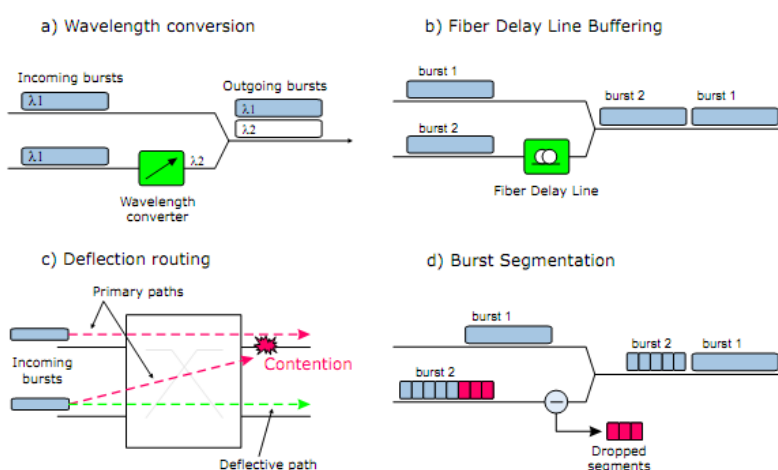 a) Wavelength conversion
Incoming bursts
Outgoing bursts
λ1
λ1
λ2
λ1
λ2
Wavelength
converter
b) Fiber Delay Line Buffering
burst 1
burst 2
burst 2
burst 1
Fiber Delay Line
c) Deflection routing
Primary paths
Incoming
bursts
Contention
Deflective path
d) Burst Segmentation
burst 1
burst 2
burst 2
burst 1
Dropped
segments